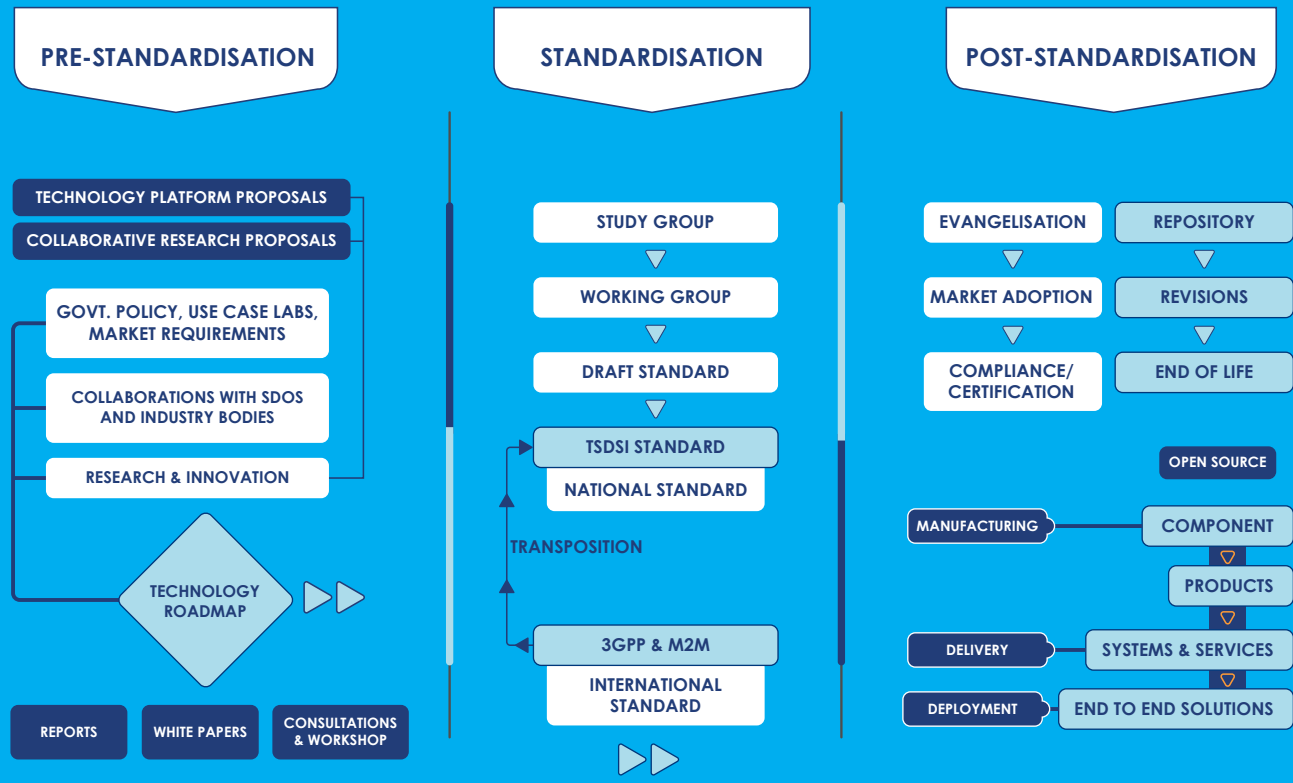 PRE-STANDARDISATION
TECHNOLOGY PLATFORM PROPOSALS
COLLABORATIVE RESEARCH PROPOSALS
GOVT. POLICY, USE CASE LABS,
MARKET REQUIREMENTS
COLLABORATIONS WITH SDOS
AND INDUSTRY BODIES
RESEARCH & INNOVATION
TECHNOLOGY
ROADMAP
REPORTS
WHITE PAPERS
CONSULTATIONS
& WORKSHOP
STANDARDISATION
STUDY GROUP
WORKING GROUP
DRAFT STANDARD
TSDSI STANDARD
NATIONAL STANDARD
TRANSPOSITION
3GPP & M2M
INTERNATIONAL
STANDARD
POST-STANDARDISATION
EVANGELISATION
MARKET ADOPTION
COMPLIANCE/
CERTIFICATION
REPOSITORY
REVISIONS
END OF LIFE
OPEN SOURCE
MANUFACTURING
COMPONENT
PRODUCTS
DELIVERY
SYSTEMS & SERVICES
DEPLOYMENT
END TO END SOLUTIONS